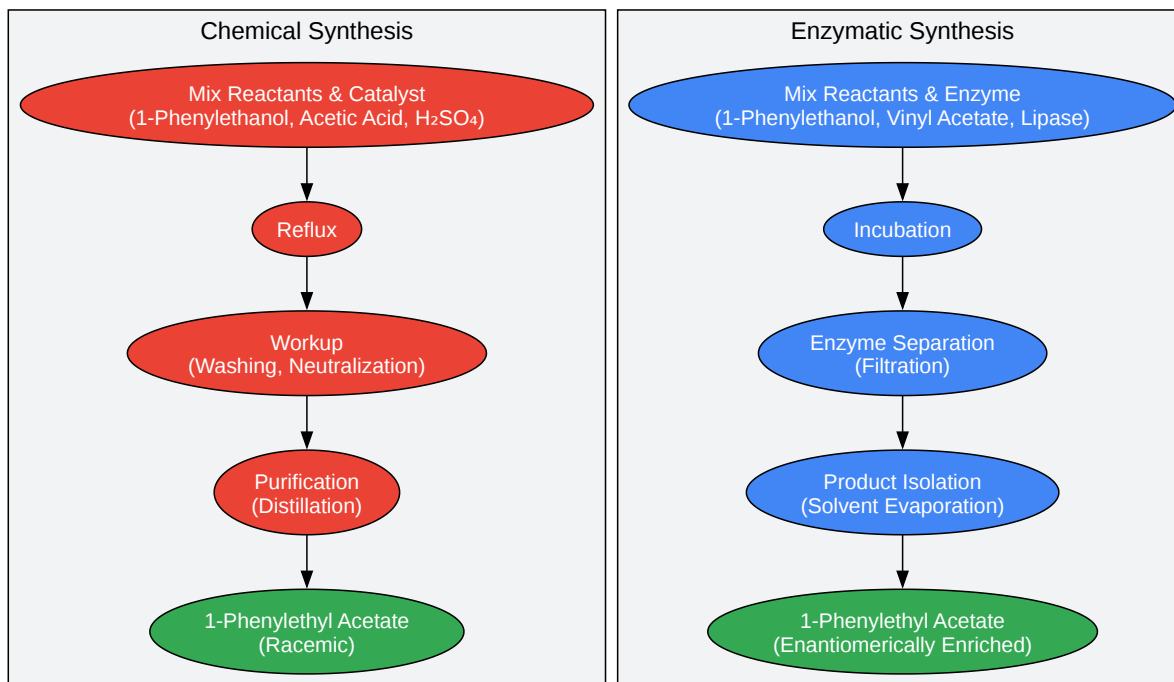 Chemical Synthesis
Mix Reactants & Catalyst
(1-Phenylethanol, Acetic Acid, H₂SO₄)
Reflux
Workup
(Washing, Neutralization)
Purification
(Distillation)
1-Phenylethyl Acetate
(Racemic)
Enzymatic Synthesis
Mix Reactants & Enzyme
(1-Phenylethanol, Vinyl Acetate, Lipase)
Incubation
Enzyme Separation
(Filtration)
Product Isolation
(Solvent Evaporation)
1-Phenylethyl Acetate
(Enantiomerically Enriched)